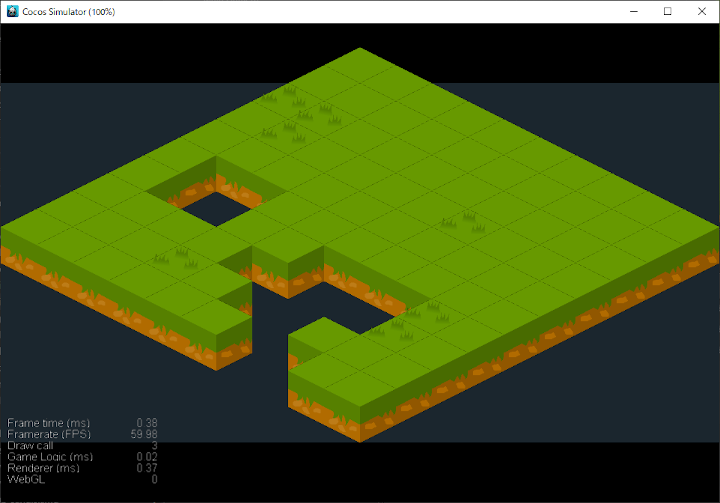 Cocos Simulator (100%)
Frame time (ms) 0.38
Framerate (FPS) 59.98
Draw call 3
Game Logic (ms) 0.02
Renderer (ms) 0.37
WebGL 0